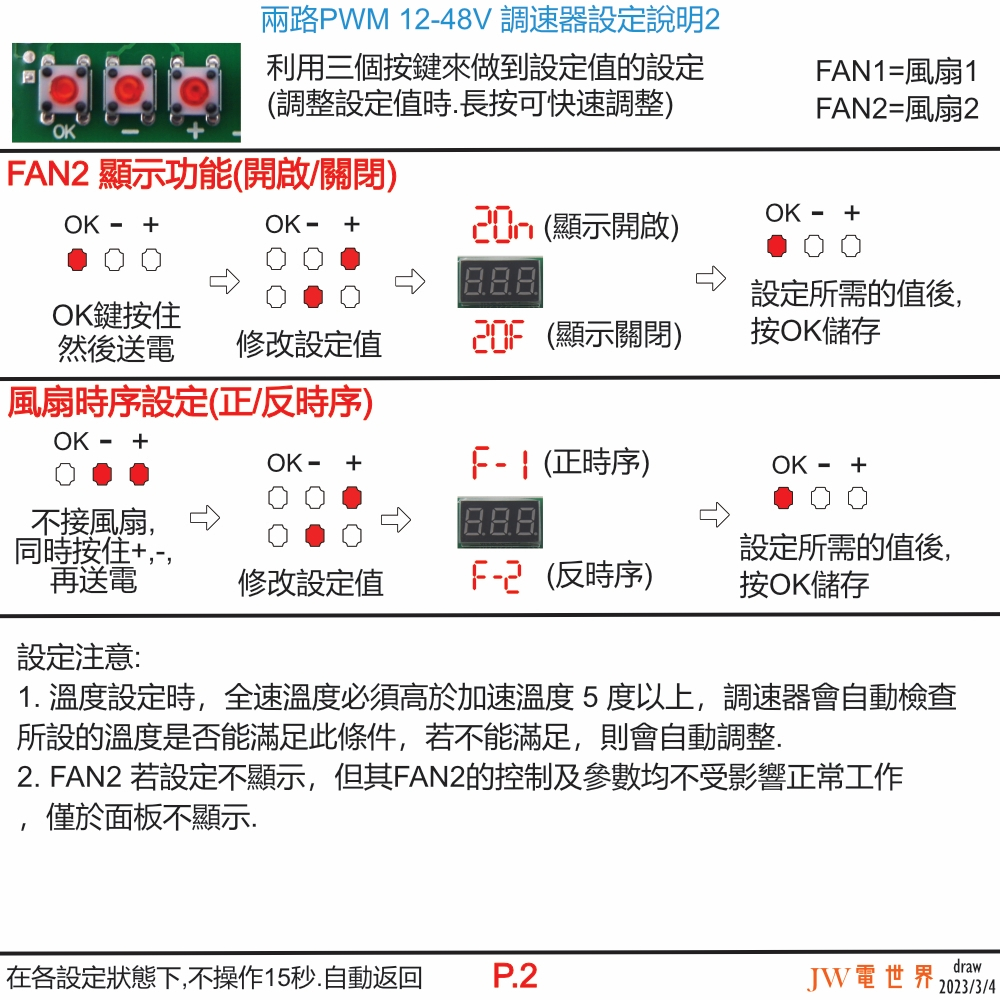 兩路PWM 12-48V 調速器設定說明2
利用三個按鍵來做到設定值的設定
(調整設定值時.長按可快速調整)
FAN1=風扇1
FAN2=風扇2
OK - +
FAN2 顯示功能(開啟/關閉)
OK - +
OK鍵按住
然後送電
OK - +
修改設定值
20n (顯示開啟)
8.8.8.
20F (顯示關閉)
OK - +
設定所需的值後,
按OK儲存
風扇時序設定(正/反時序)
OK - +
不接風扇,
同時按住+,-,
再送電
OK - +
修改設定值
F-1 (正時序)
8.8.8.
F-2 (反時序)
OK - +
設定所需的值後,
按OK儲存
設定注意:
1. 溫度設定時，全速溫度必須高於加速溫度 5 度以上，調速器會自動檢查
所設的溫度是否能滿足此條件，若不能滿足，則會自動調整.
2. FAN2 若設定不顯示，但其FAN2的控制及參數均不受影響正常工作
，僅於面板不顯示.
在各設定狀態下,不操作15秒.自動返回
P.2
JW電世界
draw
2023/3/4